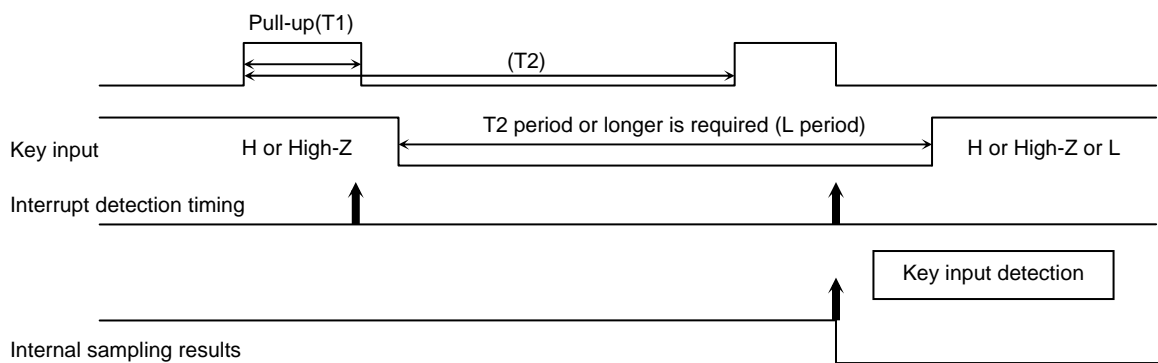 Pull-up(T1)
(T2)
T2 period or longer is required (L period)
Key input
H or High-Z
H or High-Z or L
Interrupt detection timing
Key input detection
Internal sampling results